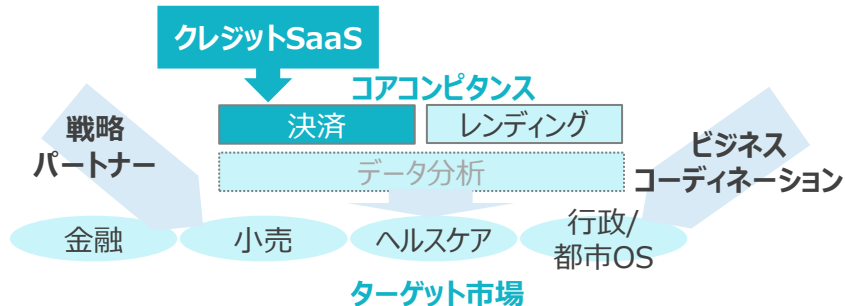 クレジットSaaS
コアコンピタンス
戦略
パートナー
決済
レンディング
データ分析
ビジネス
コーディネーション
金融
小売
ヘルスケア
行政/
都市OS
ターゲット市場